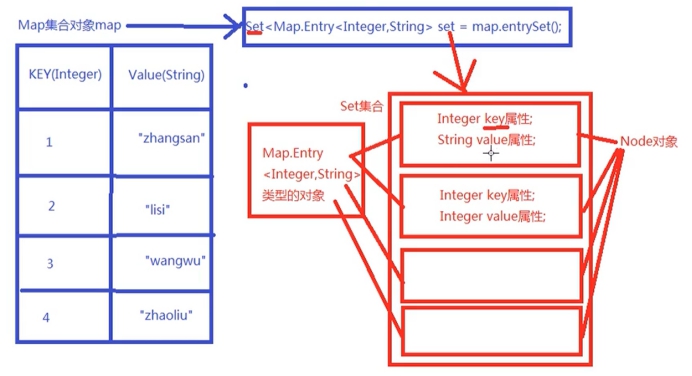 Map集合对象map
Set<Map.Entry<Integer,String> set = map.entrySet();
KEY(Integer)
Value(String)
1
"zhangsan"
2
"lisi"
3
"wangwu"
4
"zhaoliu"
Set集合
Map.Entry
<Integer,String>
类型的对象
Integer key属性;
String value属性;
Integer key属性;
Integer value属性;
Node对象